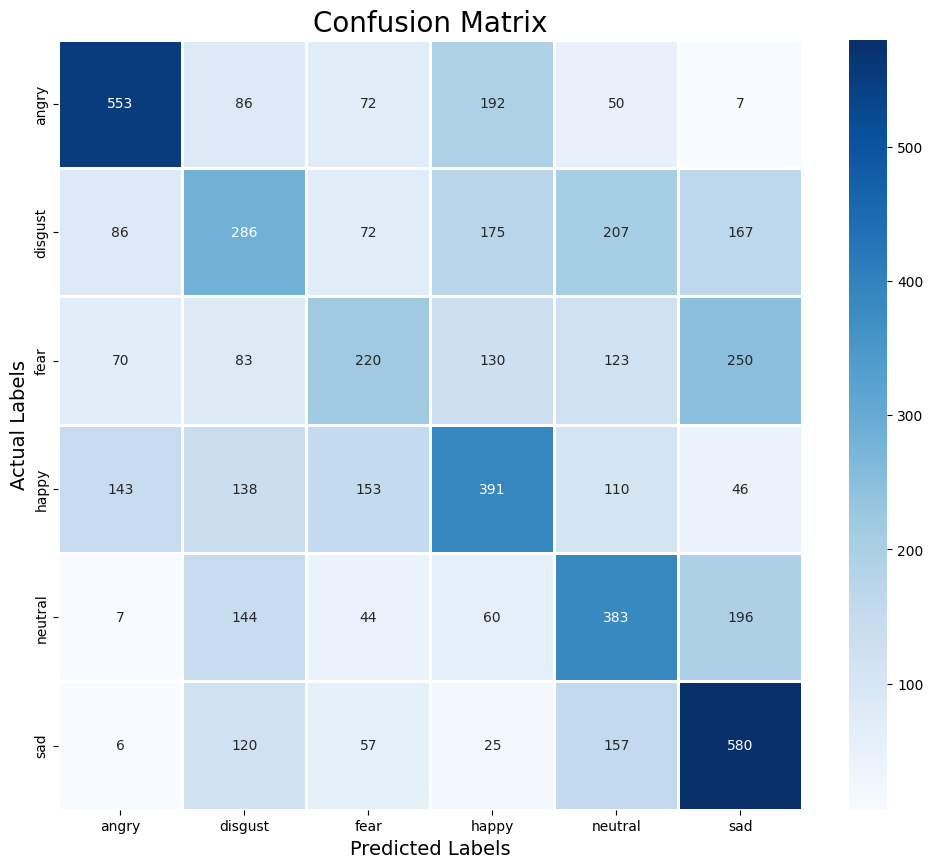 Confusion Matrix
Actual Labels
angry 553 86 72 192 50 7
disgust 86 286 72 175 207 167
fear 70 83 220 130 123 250
happy 143 138 153 391 110 46
neutral 7 144 44 60 383 196
sad 6 120 57 25 157 580
angry disgust fear happy neutral sad
Predicted Labels
500
400
300
200
100